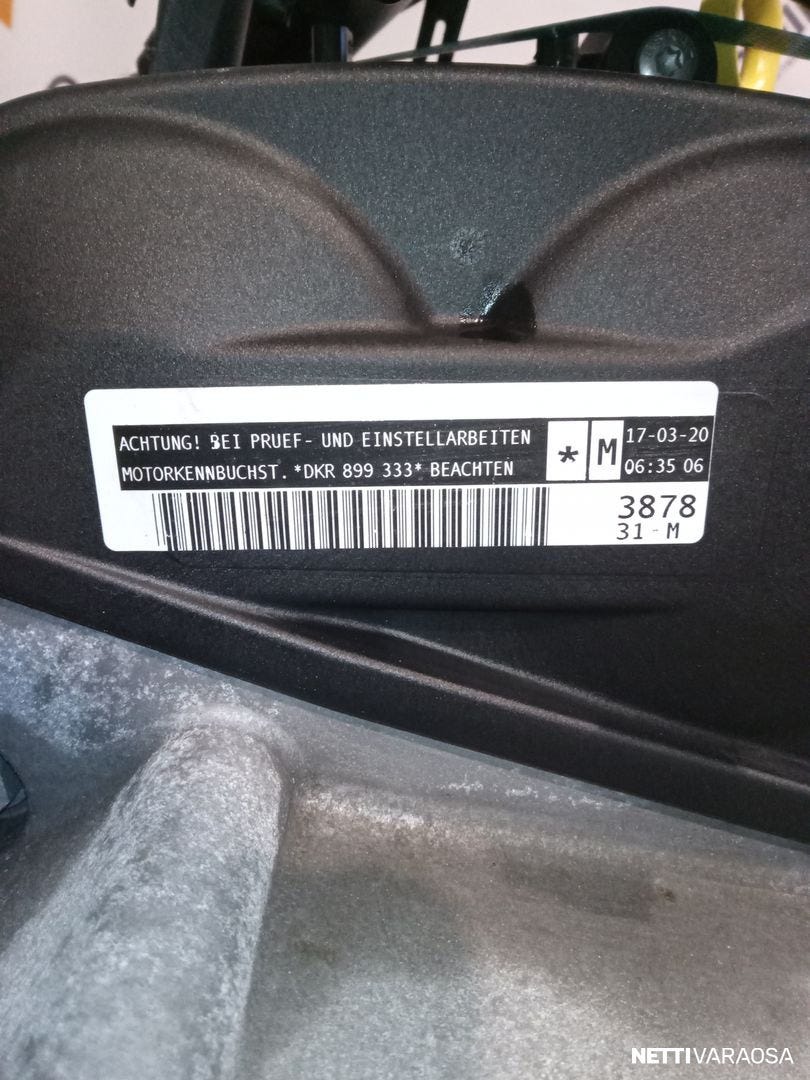 ACHTUNG! BEI PRUEF- UND EINSTELLARBEITEN
MOTORKENNBUCHST. *DKR 899 333* BEACHTEN
* M
17-03-20
06:35 06
3878
31-M
NETTIVARAOSA